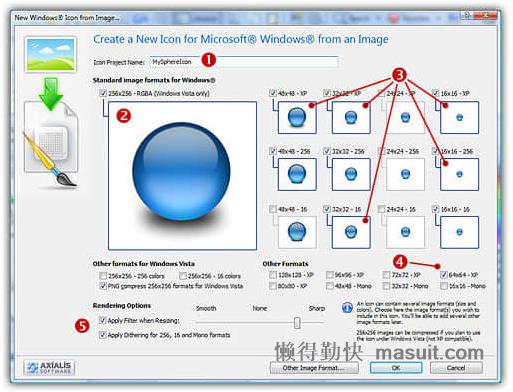 New Windows® Icon from Image...
Create a New Icon for Microsoft® Windows® from an Image
Icon Project Name: MySphereIcon 1
Standard image formats for Windows®
256x256 - RGBA (Windows Vista only)
48x48 - XP 32x32 - XP 24x24 - XP 16x16 - XP
2 3
48x48 - 256 32x32 - 256 24x24 - 256 16x16 - 256
48x48 - 16 32x32 - 16 24x24 - 16 16x16 - 16
4
Other formats for Windows Vista
256x256 - 256 colors 256x256 - 16 colors
PNG compress 256x256 formats for Windows Vista
Other Formats
128x128 - XP 96x96 - XP 72x72 - XP 64x64 - XP
80x80 - XP 48x48 - Mono 32x32 - Mono 16x16 - Mono
Rendering Options
Smooth None Sharp
5 Apply Filter when Resizing:
Apply Dithering for 256, 16 and Mono formats
An icon can contain several image formats (size and
colors). Choose here the image format(s) you wish to
include in this icon. You'll be able to add several other
image formats later.
256x256 images can be compressed if you plan to use
the icon under Windows Vista (not XP compatible).
懒得勤快 masuit.com
AXIALIS
SOFTWARE
Other Image Format... OK Cancel